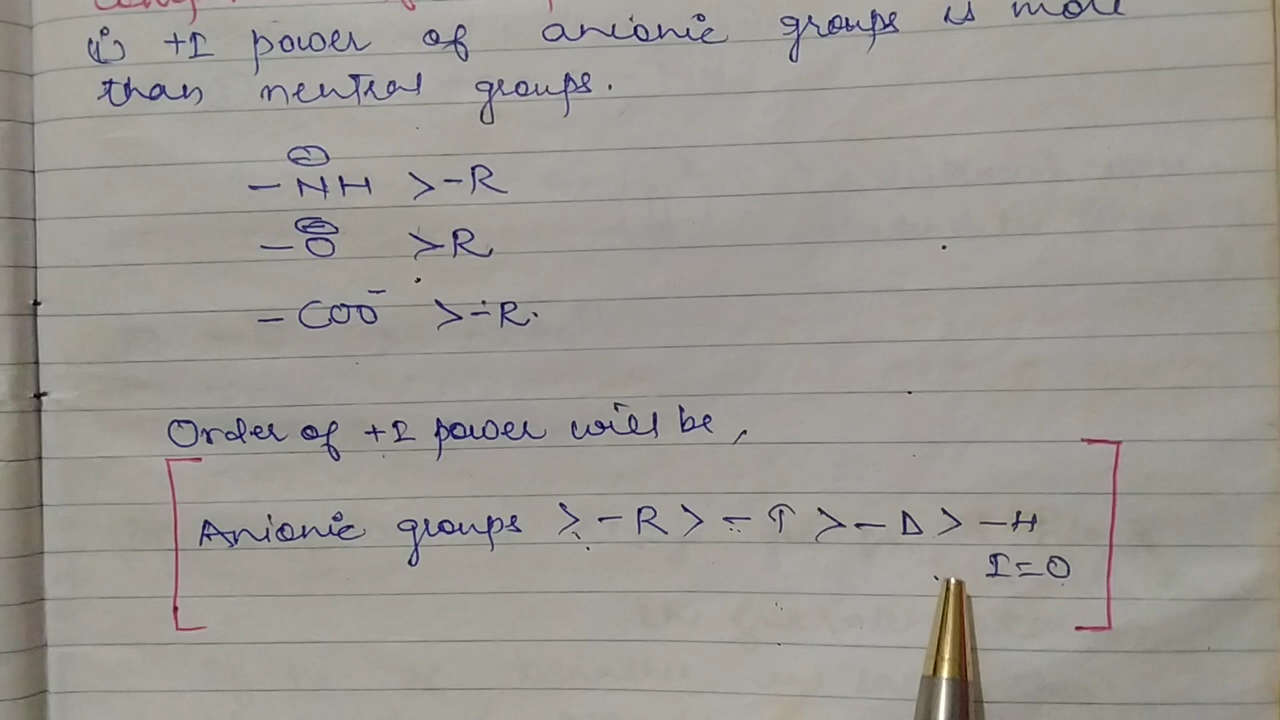 (i) +I power of anionic groups is more
than neutral groups.
⊖
– NH > – R
⊖
– O > R
– COO⁻ > – R.
Order of +I power will be,
Anionic groups > – R > – T > – D > – H
I = 0